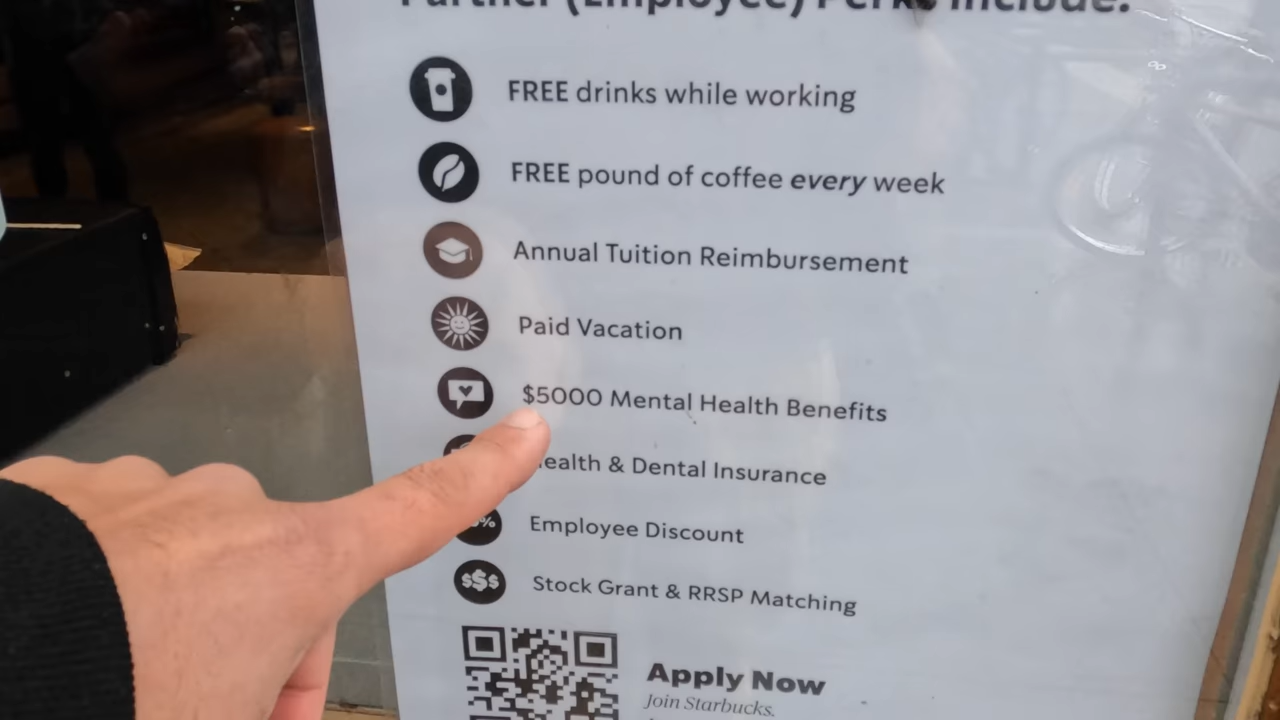 Partner (Employee) Perks Include:
FREE drinks while working
FREE pound of coffee every week
Annual Tuition Reimbursement
Paid Vacation
$5000 Mental Health Benefits
ealth & Dental Insurance
%
Employee Discount
$$$
Stock Grant & RRSP Matching
Apply Now
Join Starbucks.